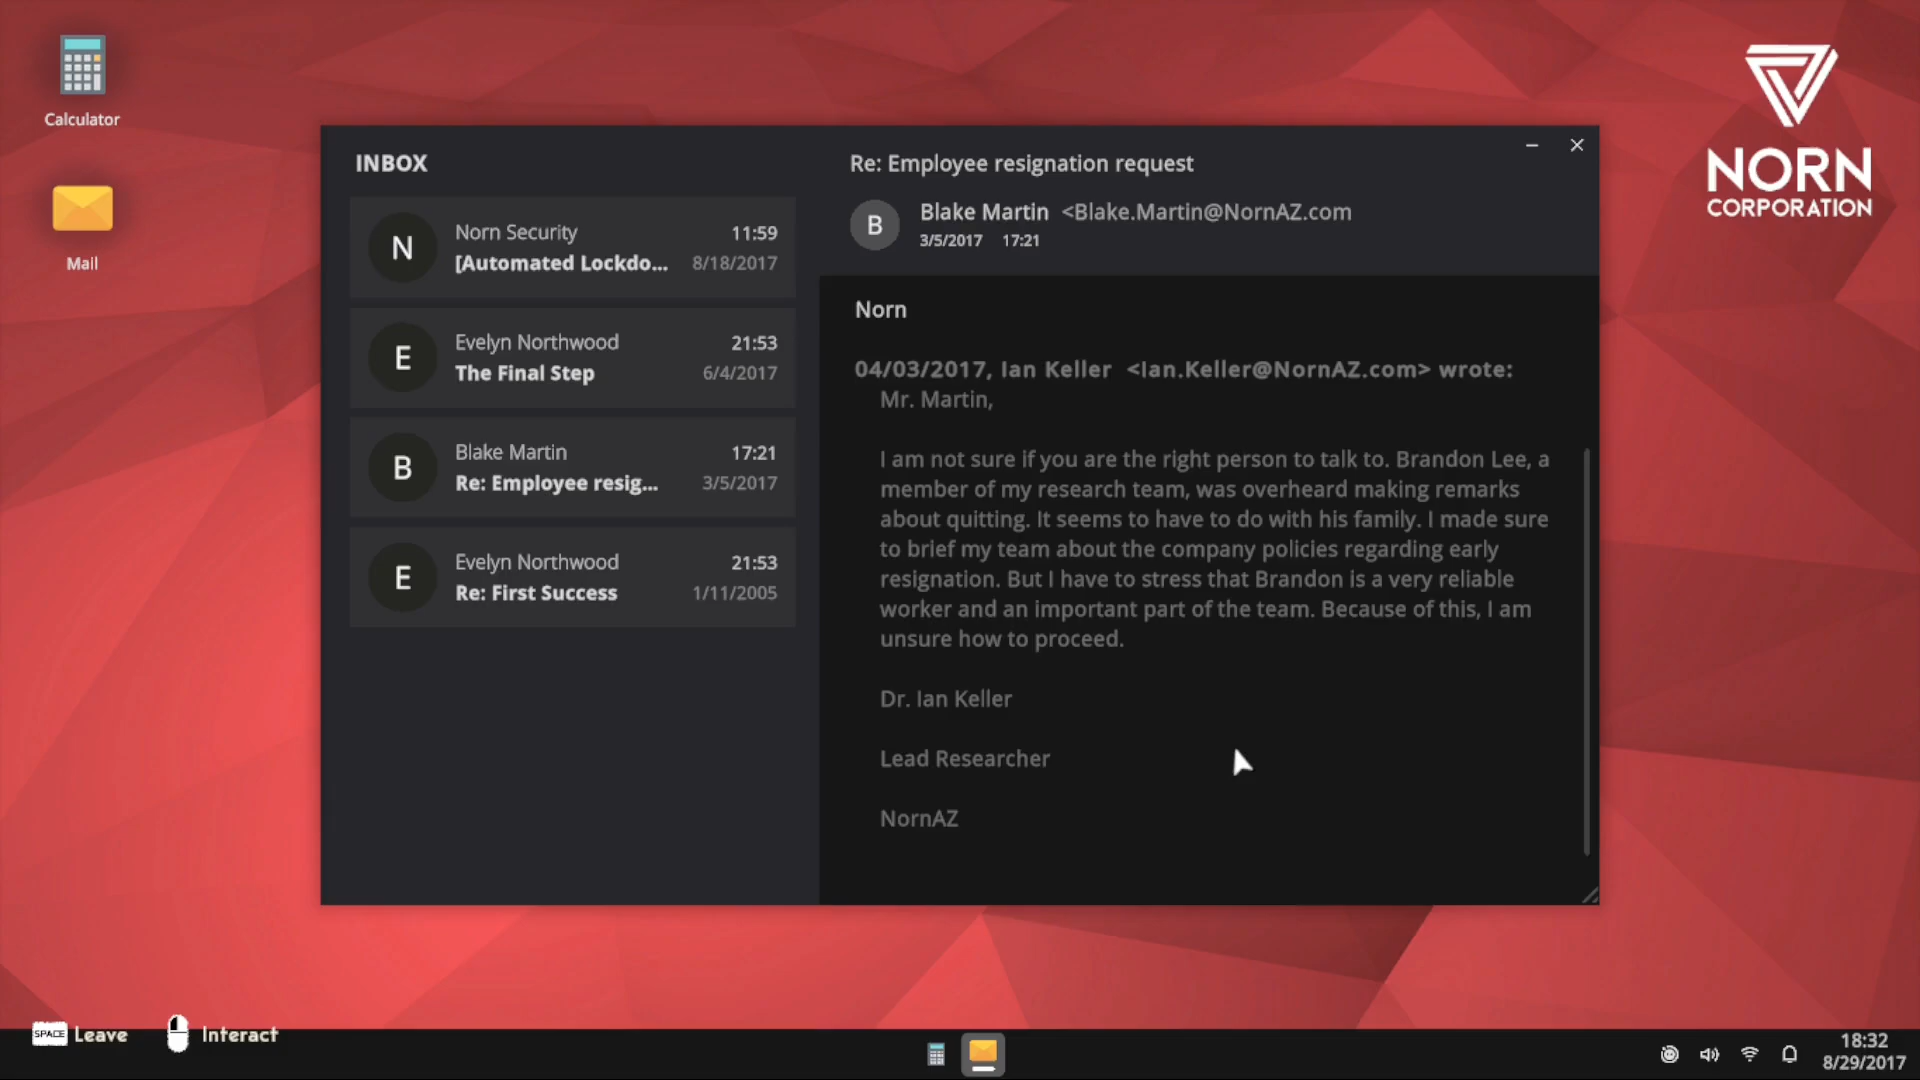 Calculator
Mail
NORN
CORPORATION
INBOX
N
Norn Security 11:59
[Automated Lockdo... 8/18/2017
E
Evelyn Northwood 21:53
The Final Step 6/4/2017
B
Blake Martin 17:21
Re: Employee resig... 3/5/2017
E
Evelyn Northwood 21:53
Re: First Success 1/11/2005
Re: Employee resignation request
B
Blake Martin <Blake.Martin@NornAZ.com
3/5/2017 17:21
Norn
04/03/2017, Ian Keller <Ian.Keller@NornAZ.com> wrote:
Mr. Martin,
I am not sure if you are the right person to talk to. Brandon Lee, a
member of my research team, was overheard making remarks
about quitting. It seems to have to do with his family. I made sure
to brief my team about the company policies regarding early
resignation. But I have to stress that Brandon is a very reliable
worker and an important part of the team. Because of this, I am
unsure how to proceed.
Dr. Ian Keller
Lead Researcher
NornAZ
SPACE Leave Interact
18:32
8/29/2017